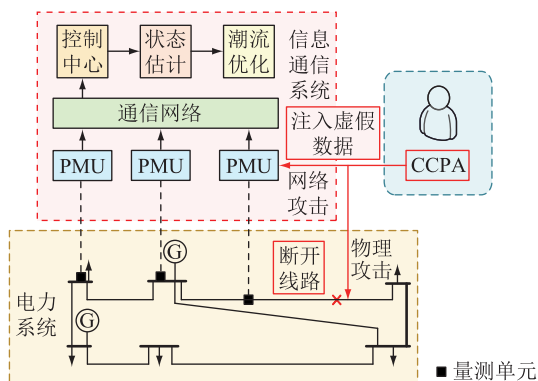 控制
中心
状态
估计
潮流
优化
信息
通信
系统
通信网络
注入虚假
数据
PMU
PMU
PMU
CCPA
网络
攻击
断开
线路
物理
攻击
G
电力
系统
G
量测单元